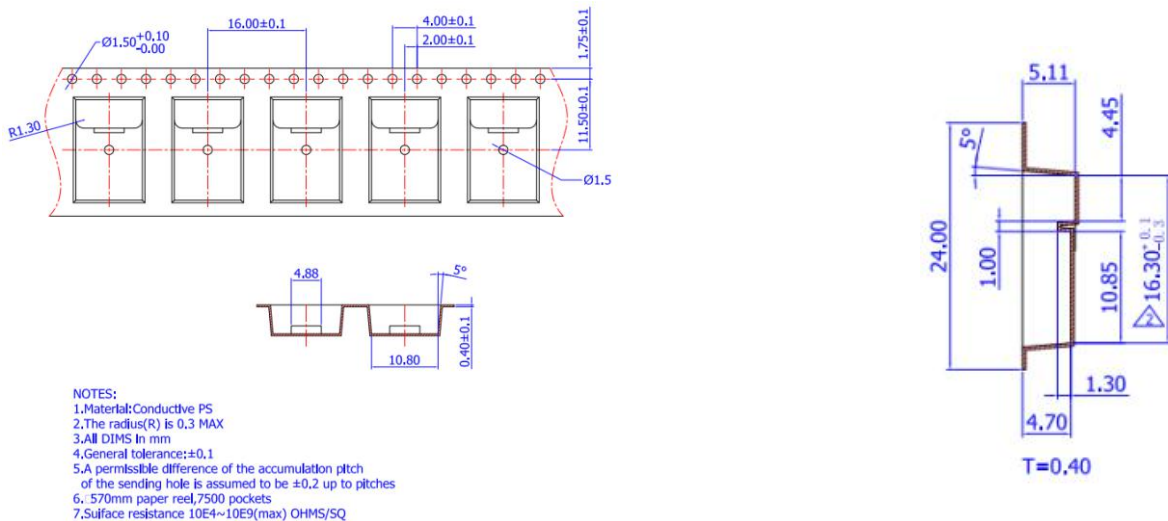 16.00±0.1
4.00±0.1
2.00±0.1
1.75±0.1
Ø1.50+0.10
-0.00
R1.30
11.50±0.1
Ø1.5
4.88
5°
10.80
0.40±0.1
NOTES:
1.Material:Conductive PS
2.The radius(R) is 0.3 MAX
3.All DIMS in mm
4.General tolerance:±0.1
5.A permissible difference of the accumulation pitch
of the sending hole is assumed to be ±0.2 up to pitches
6.□570mm paper reel,7500 pockets
7.Suiface resistance 10E4~10E9(max) OHMS/SQ
5.11
4.45
5°
24.00
1.00
10.85
2
16.30+0.1
-0.3
1.30
4.70
T=0.40